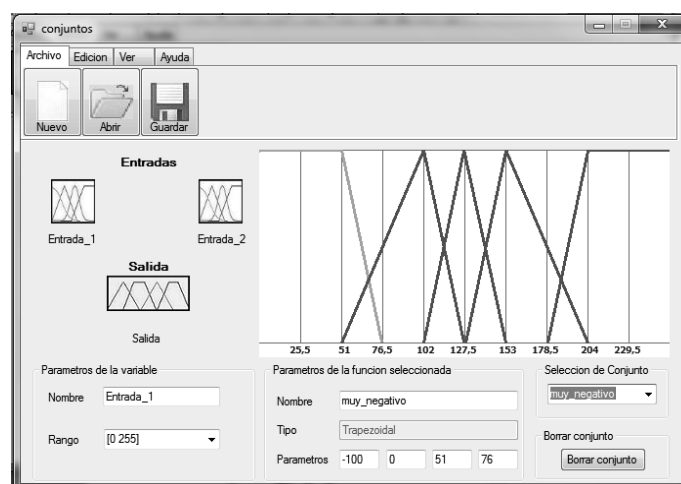 conjuntos
Archivo Edicion Ver Ayuda
Nuevo Abrir Guardar
Entradas
Entrada_1 Entrada_2
Salida
Salida
25,5 51 76,5 102 127,5 153 178,5 204 229,5
Parametros de la variable
Nombre Entrada_1
Rango [0 255]
Parametros de la funcion seleccionada
Nombre muy_negativo
Tipo Trapezoidal
Parametros -100 0 51 76
Seleccion de Conjunto
muy_negativo
Borrar conjunto
Borrar conjunto